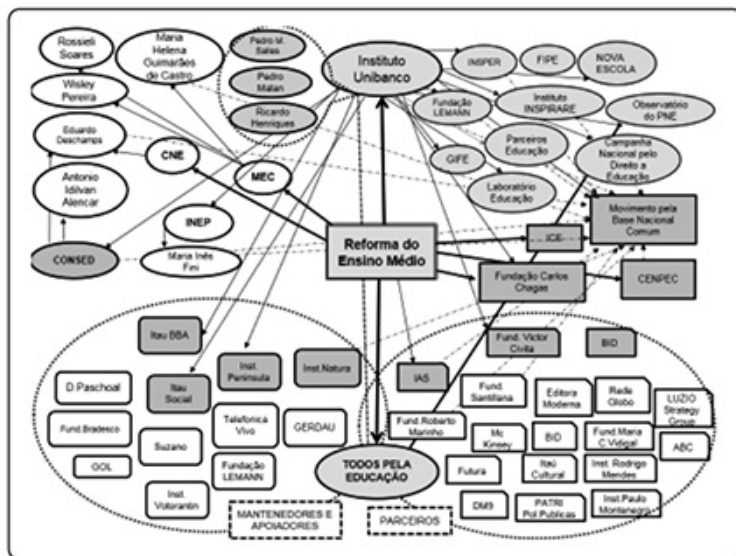 Rossieli
Soares
Maria
Helena
Guimarães
de Castro
Pedro M.
Salles
Instituto
Unibanco
INSPER
FIPE
NOVA
ESCOLA
Wisley
Pereira
Pedro
Malan
Fundação
LEMANN
Instituto
INSPIRARE
Observatório
do PNE
Eduardo
Deschamps
CNE
Ricardo
Henriques
Parceiros
Educação
Campanha
Nacional pelo
Direito a
Educação
Antonio
Idilvan
Alencar
MEC
GIFE
Laboratório
Educação
INEP
Movimento pela
Base Nacional
Comum
CONSED
Maria Inês
Fini
Reforma do
Ensino Médio
ICE
Fundação Carlos
Chagas
CENPEC
Itau BBA
Fund. Victor
Civita
BID
D.Paschoal
Itau
Social
Inst.
Península
Inst.Natura
IAS
Fund.
Santillana
Editora
Moderna
Rede
Globo
LUZIO
Strategy
Group
Fund.Bradesco
Suzano
Telefonica
Vivo
GERDAU
Fund.Roberto
Marinho
Mc
Kinsey
BID
Fund.Maria
C Vidigal
ABC
GOL
Fundação
LEMANN
TODOS PELA
EDUCAÇÃO
Futura
Itaú
Cultural
Inst. Rodrigo
Mendes
Inst.
Votorantin
MANTENEDORES E
APOIADORES
PARCEIROS
DM9
PATRI
Pol.Publicas
Inst.Paulo
Montenegro